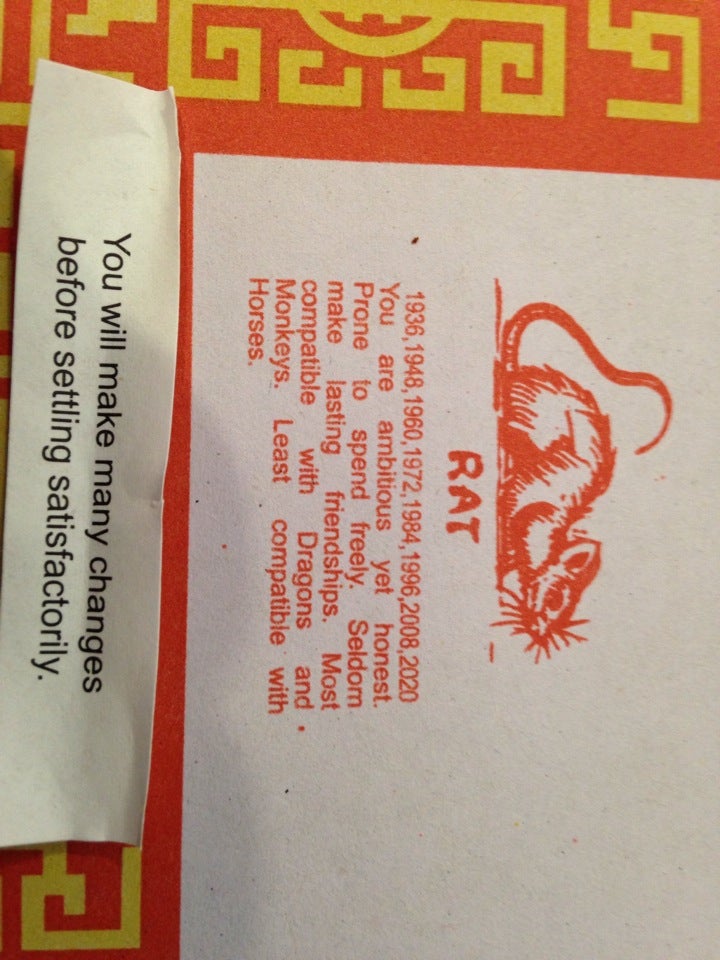 RAT
1936,1948,1960,1972,1984,1996,2008,2020
You are ambitious yet honest.
Prone to spend freely. Seldom
make lasting friendships. Most
compatible with Dragons and
Monkeys. Least compatible with
Horses.
You will make many changes
before settling satisfactorily.